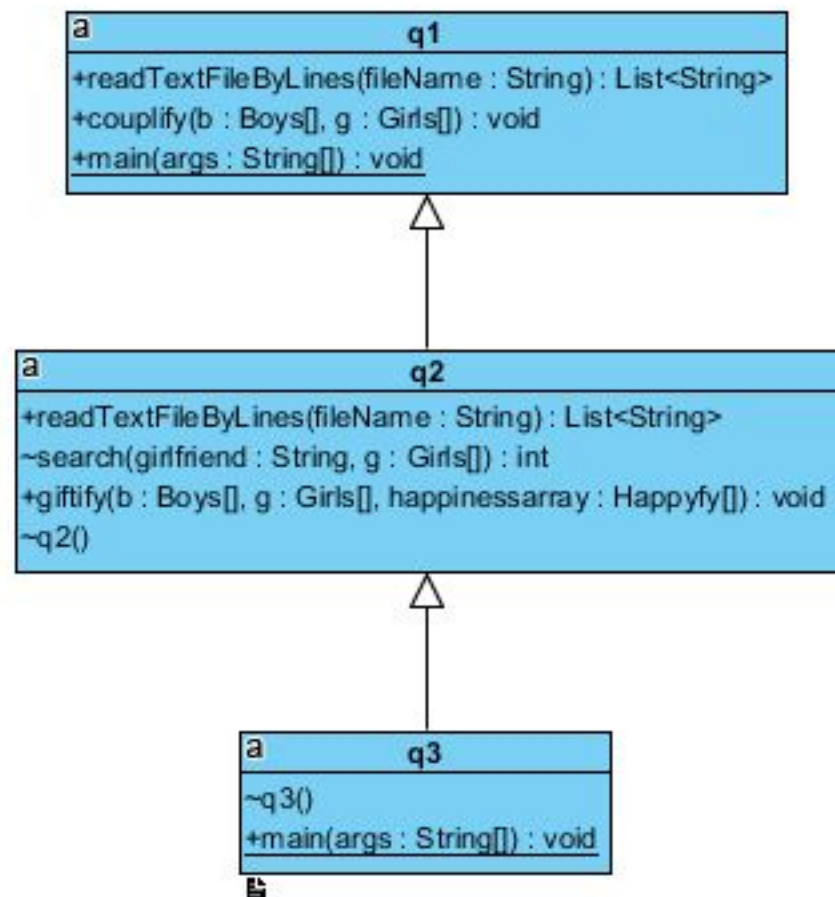 a
q1
+readTextFileByLines(fileName : String) : List<String>
+couplify(b : Boys[], g : Girls[]) : void
+main(args : String[]) : void
a
q2
+readTextFileByLines(fileName : String) : List<String>
~search(girlfriend : String, g : Girls[]) : int
+giftify(b : Boys[], g : Girls[], happinessarray : Happyfy[]) : void
~q2()
a
q3
~q3()
+main(args : String[]) : void